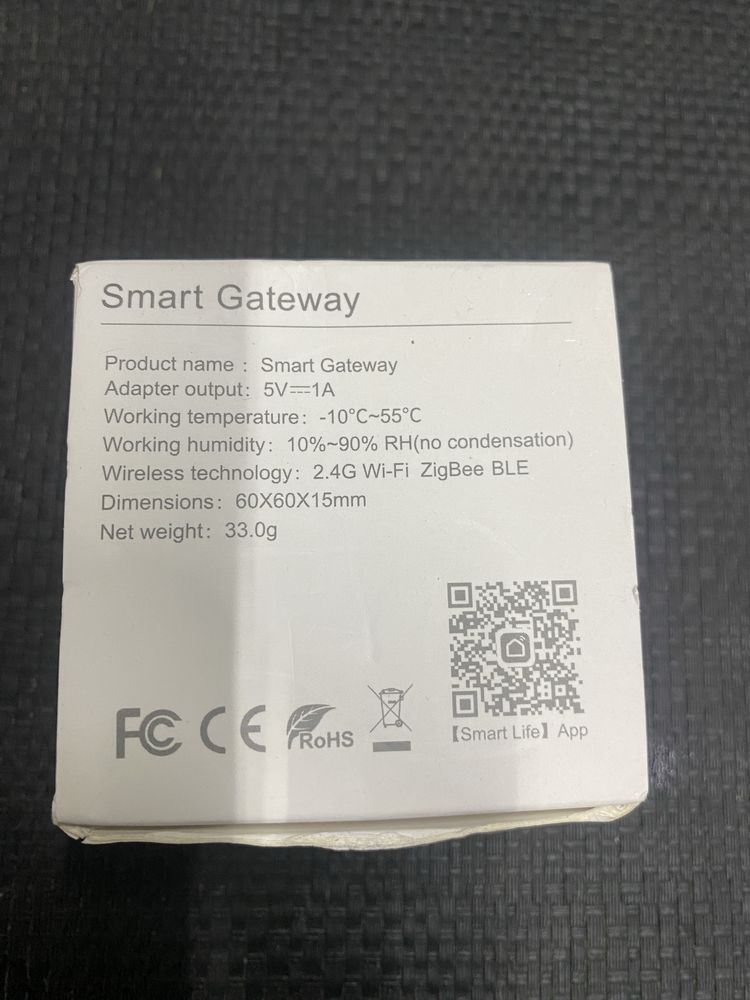 Smart Gateway
Product name : Smart Gateway
Adapter output: 5V⎓1A
Working temperature: -10°C~55°C
Working humidity: 10%~90% RH(no condensation)
Wireless technology: 2.4G Wi-Fi ZigBee BLE
Dimensions: 60X60X15mm
Net weight: 33.0g
FC CE RoHS
【Smart Life】 App